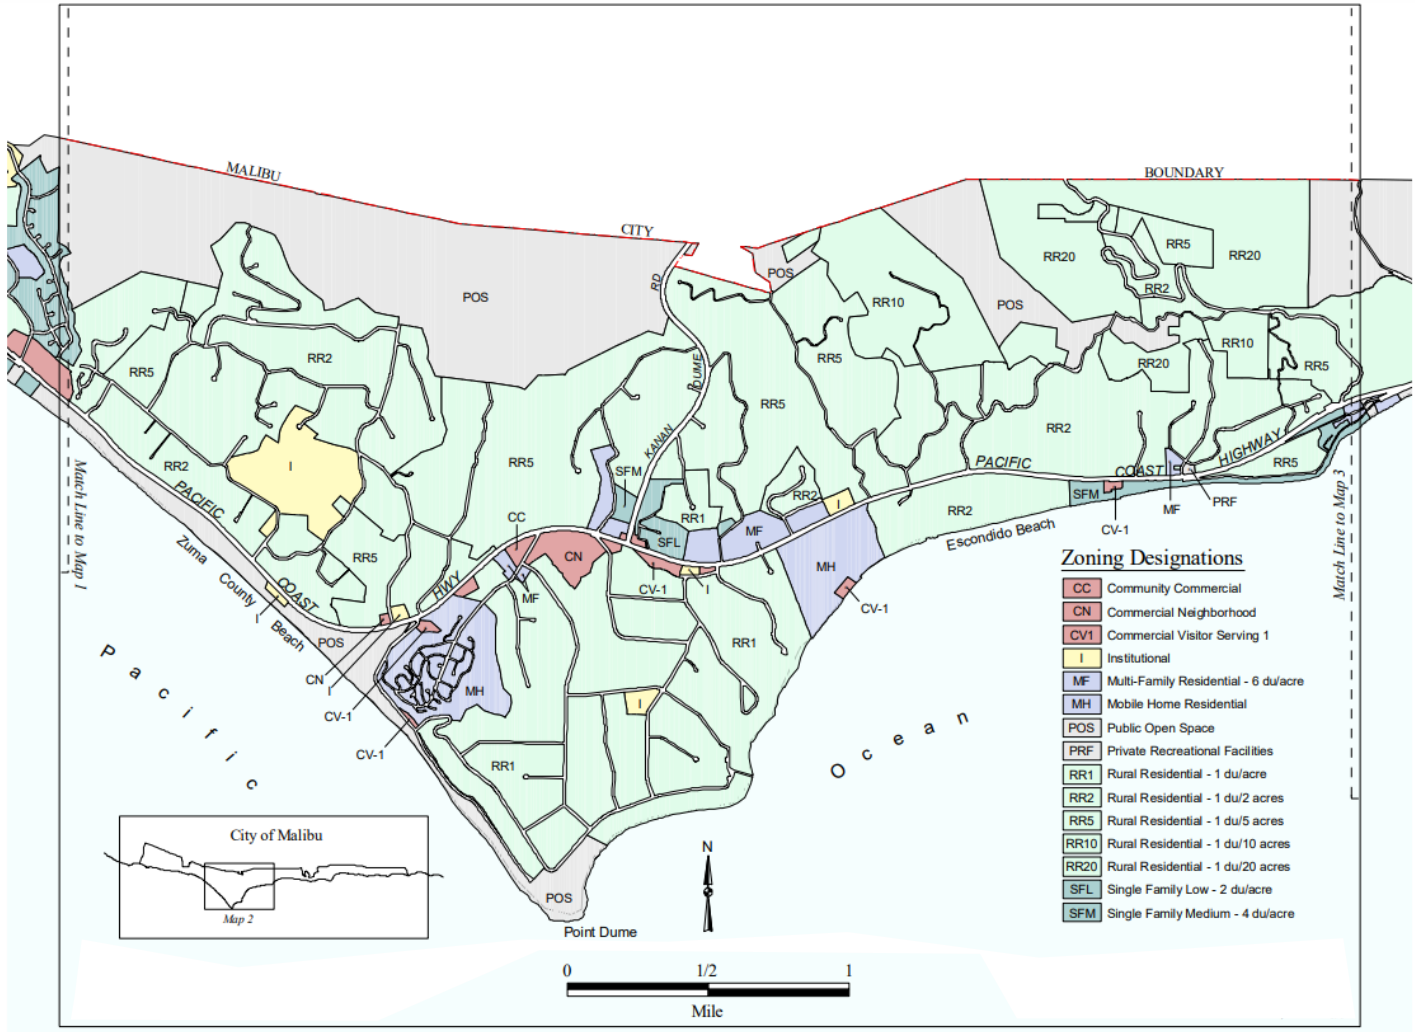 MALIBU
CITY
BOUNDARY
RD
POS
POS
POS
RR20
RR5
RR20
RR2
RR10
RR5
RR2
RR5
DUME
RR10
RR20
RR5
RR5
RR2
KANAN
RR5
SFM
RR2
I
PACIFIC
COAST
HIGHWAY
RR5
RR2
I
PACIFIC
RR1
RR2
I
SFM
MF
PRF
CV-1
RR2
Escondido Beach
CC
CN
SFL
MF
MH
CV-1
I
CV-1
MF
HWY
COAST
RR5
Zuma
County
Beach
I
POS
CN
I
CV-1
CV-1
MH
RR1
I
RR1
POS
Point Dume
Pacific
Ocean
Match Line to Map 1
Match Line to Map 3
Zoning Designations
CC Community Commercial
CN Commercial Neighborhood
CV1 Commercial Visitor Serving 1
I Institutional
MF Multi-Family Residential - 6 du/acre
MH Mobile Home Residential
POS Public Open Space
PRF Private Recreational Facilities
RR1 Rural Residential - 1 du/acre
RR2 Rural Residential - 1 du/2 acres
RR5 Rural Residential - 1 du/5 acres
RR10 Rural Residential - 1 du/10 acres
RR20 Rural Residential - 1 du/20 acres
SFL Single Family Low - 2 du/acre
SFM Single Family Medium - 4 du/acre
City of Malibu
Map 2
N
0 1/2 1
Mile